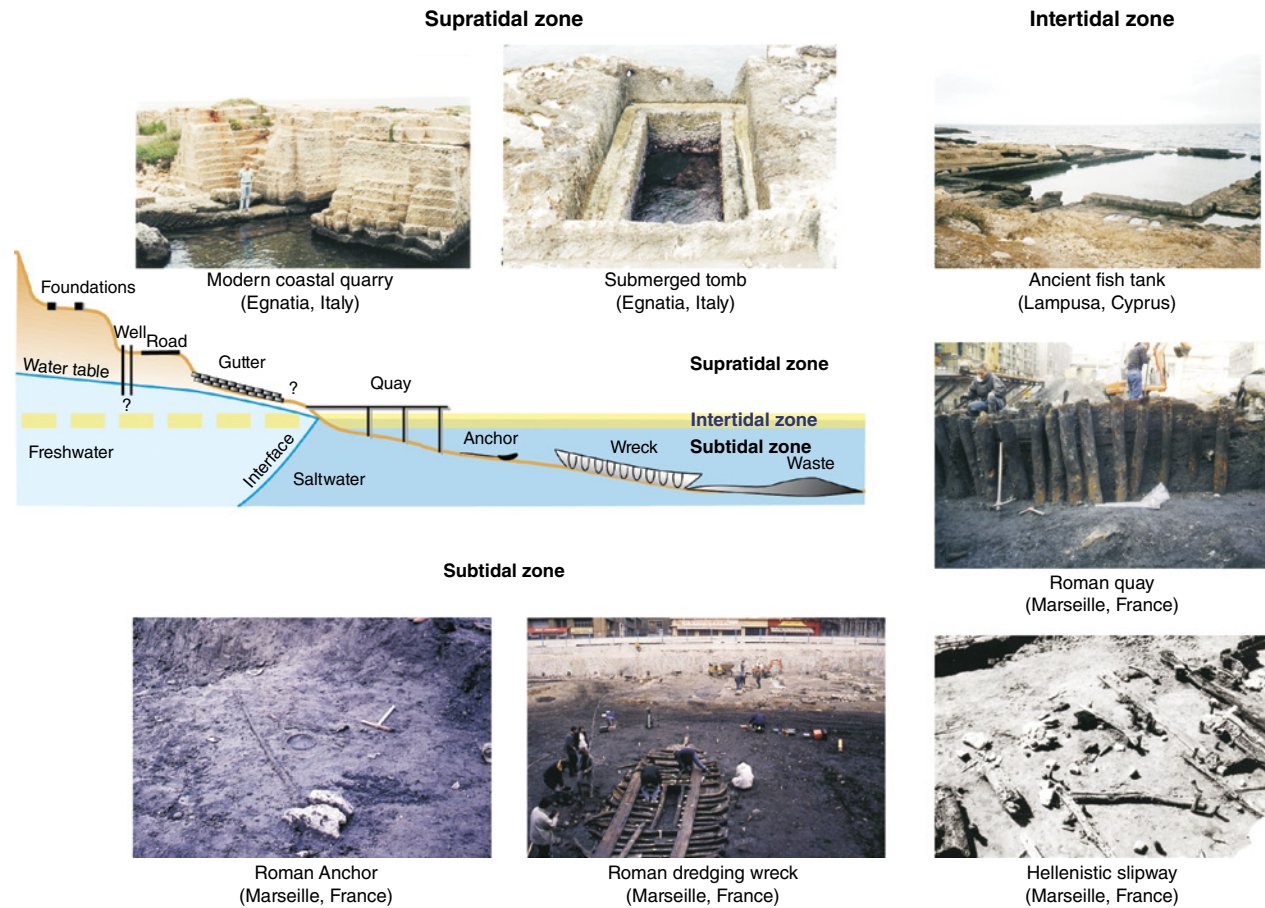 Supratidal zone
Intertidal zone
Modern coastal quarry
(Egnatia, Italy)
Submerged tomb
(Egnatia, Italy)
Ancient fish tank
(Lampusa, Cyprus)
Foundations
Well
Road
Water table
Gutter
?
?
Quay
Supratidal zone
Intertidal zone
Subtidal zone
Freshwater
Interface
Saltwater
Anchor
Wreck
Waste
Roman quay
(Marseille, France)
Subtidal zone
Roman Anchor
(Marseille, France)
Roman dredging wreck
(Marseille, France)
Hellenistic slipway
(Marseille, France)